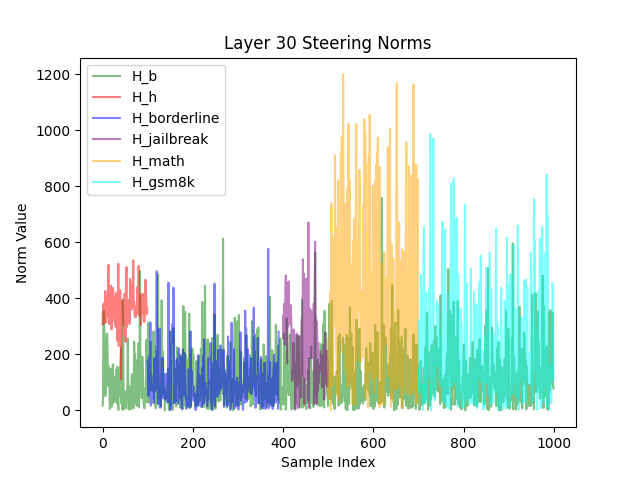 Layer 30 Steering Norms
H_b
H_h
H_borderline
H_jailbreak
H_math
H_gsm8k
Norm Value
1200
1000
800
600
400
200
0
0 200 400 600 800 1000
Sample Index